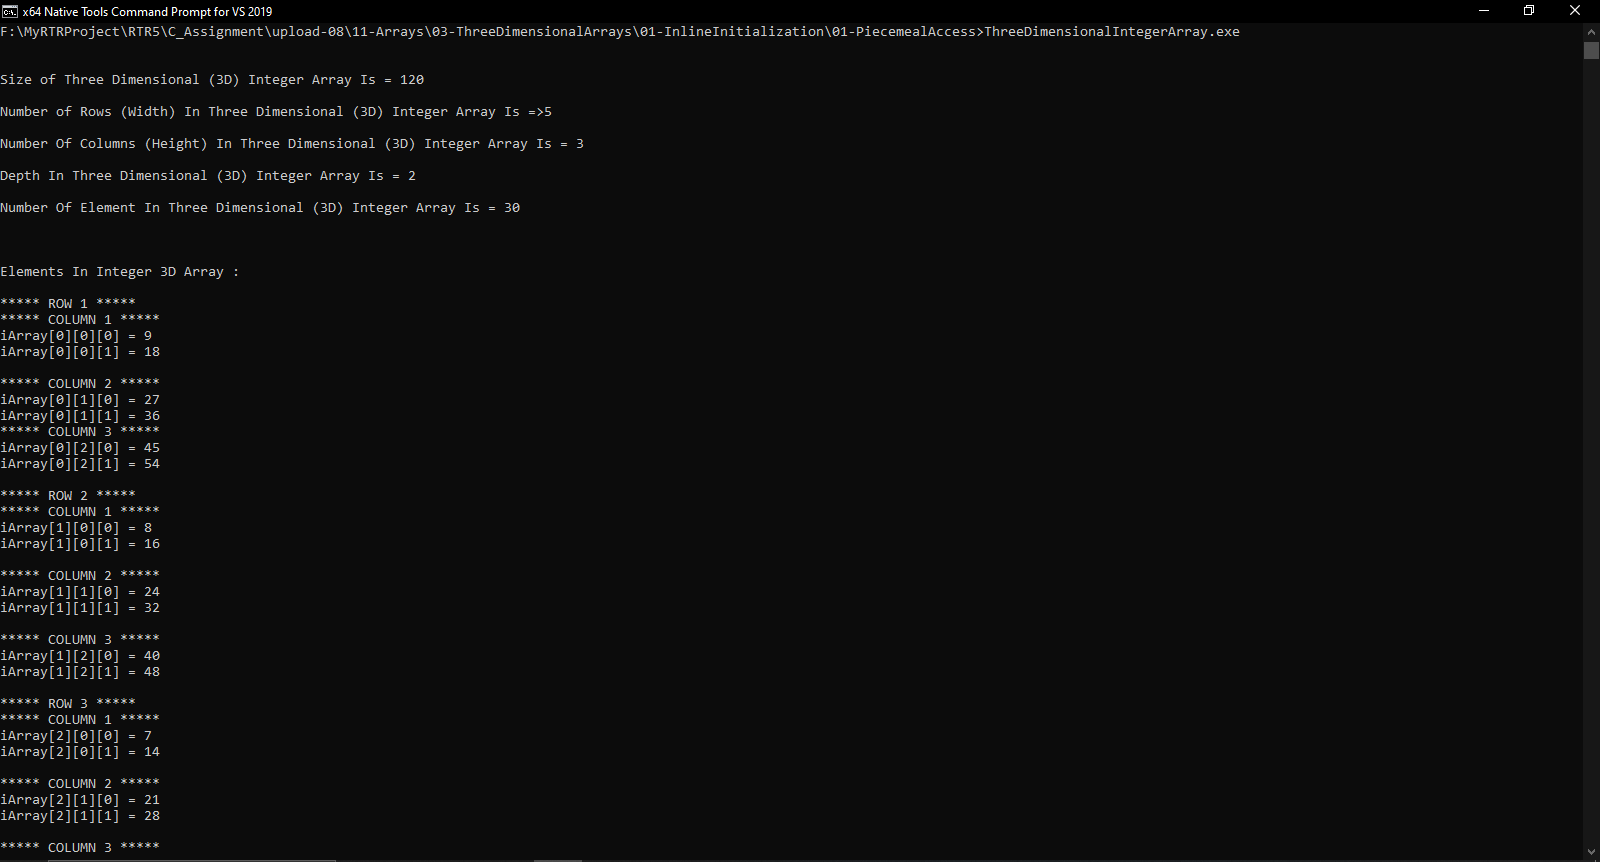 x64 Native Tools Command Prompt for VS 2019
F:\MyRTRProject\RTR5\C_Assignment\upload-08\11-Arrays\03-ThreeDimensionalArrays\01-InlineInitialization\01-PiecemealAccess>ThreeDimensionalIntegerArray.exe
Size of Three Dimensional (3D) Integer Array Is = 120
Number of Rows (Width) In Three Dimensional (3D) Integer Array Is =>5
Number Of Columns (Height) In Three Dimensional (3D) Integer Array Is = 3
Depth In Three Dimensional (3D) Integer Array Is = 2
Number Of Element In Three Dimensional (3D) Integer Array Is = 30
Elements In Integer 3D Array :
***** ROW 1 *****
***** COLUMN 1 *****
iArray[0][0][0] = 9
iArray[0][0][1] = 18
***** COLUMN 2 *****
iArray[0][1][0] = 27
iArray[0][1][1] = 36
***** COLUMN 3 *****
iArray[0][2][0] = 45
iArray[0][2][1] = 54
***** ROW 2 *****
***** COLUMN 1 *****
iArray[1][0][0] = 8
iArray[1][0][1] = 16
***** COLUMN 2 *****
iArray[1][1][0] = 24
iArray[1][1][1] = 32
***** COLUMN 3 *****
iArray[1][2][0] = 40
iArray[1][2][1] = 48
***** ROW 3 *****
***** COLUMN 1 *****
iArray[2][0][0] = 7
iArray[2][0][1] = 14
***** COLUMN 2 *****
iArray[2][1][0] = 21
iArray[2][1][1] = 28
***** COLUMN 3 *****